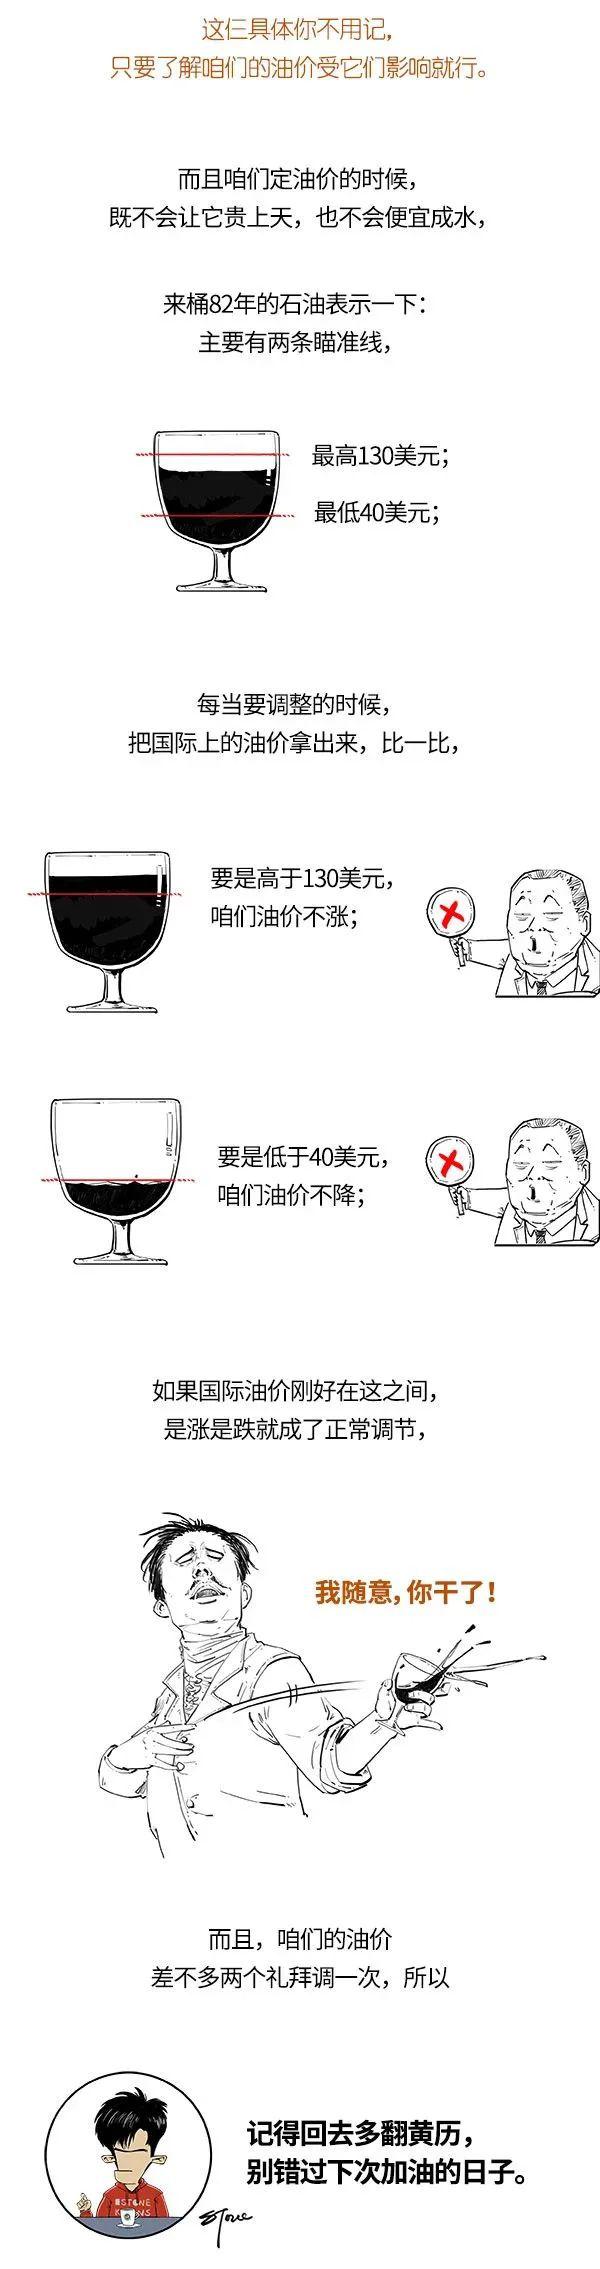 这仨具体你不用记，
只要了解咱们的油价受它们影响就行。
而且咱们定油价的时候，
既不会让它贵上天，也不会便宜成水，
来桶82年的石油表示一下：
主要有两条瞄准线，
最高130美元；
最低40美元；
每当要调整的时候，
把国际上的油价拿出来，比一比，
要是高于130美元，
咱们油价不涨；
要是低于40美元，
咱们油价不降；
如果国际油价刚好在这之间，
是涨是跌就成了正常调节，
我随意，你干了！
而且，咱们的油价
差不多两个礼拜调一次，所以
记得回去多翻黄历，
别错过下次加油的日子。
STONE
Stone